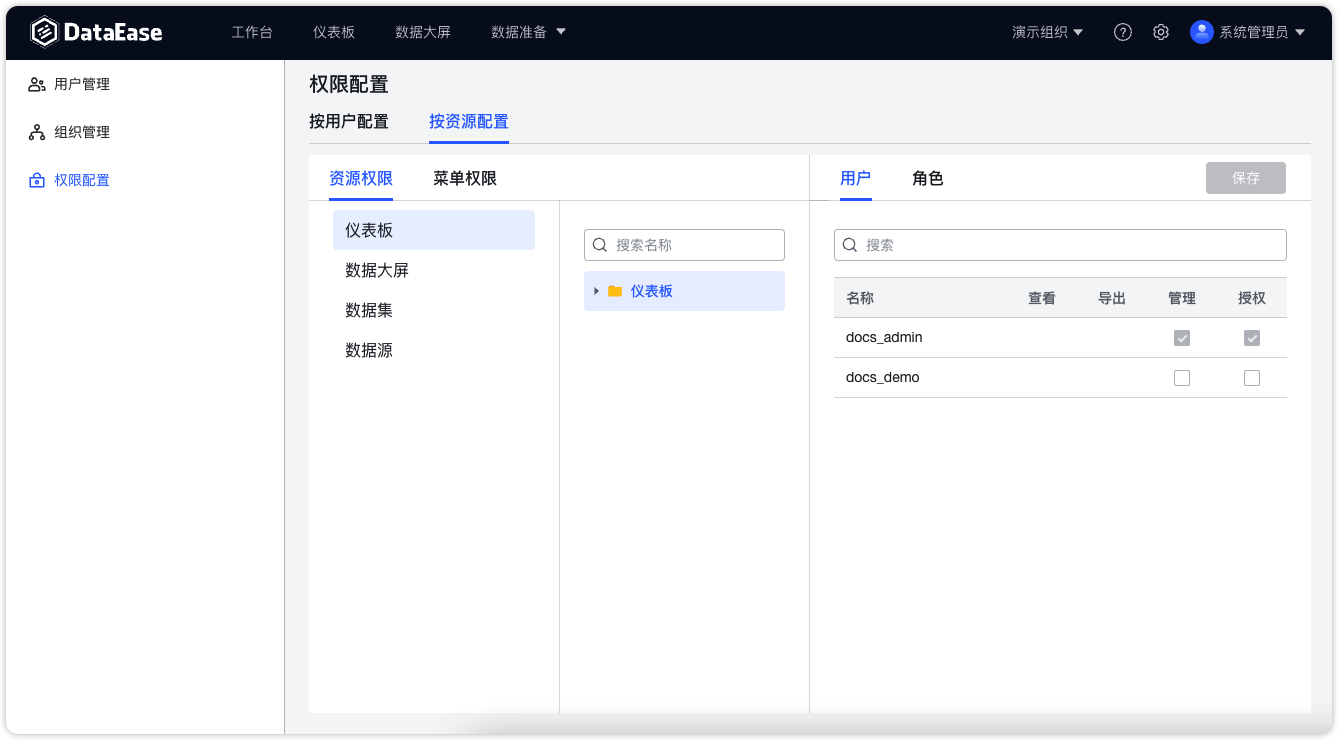 DataEase 工作台 仪表板 数据大屏 数据准备 演示组织 系统管理员
用户管理
组织管理
权限配置
权限配置
按用户配置 按资源配置
资源权限 菜单权限
仪表板
数据大屏
数据集
数据源
搜索名称
仪表板
用户 角色 保存
搜索
名称 查看 导出 管理 授权
docs_admin
docs_demo